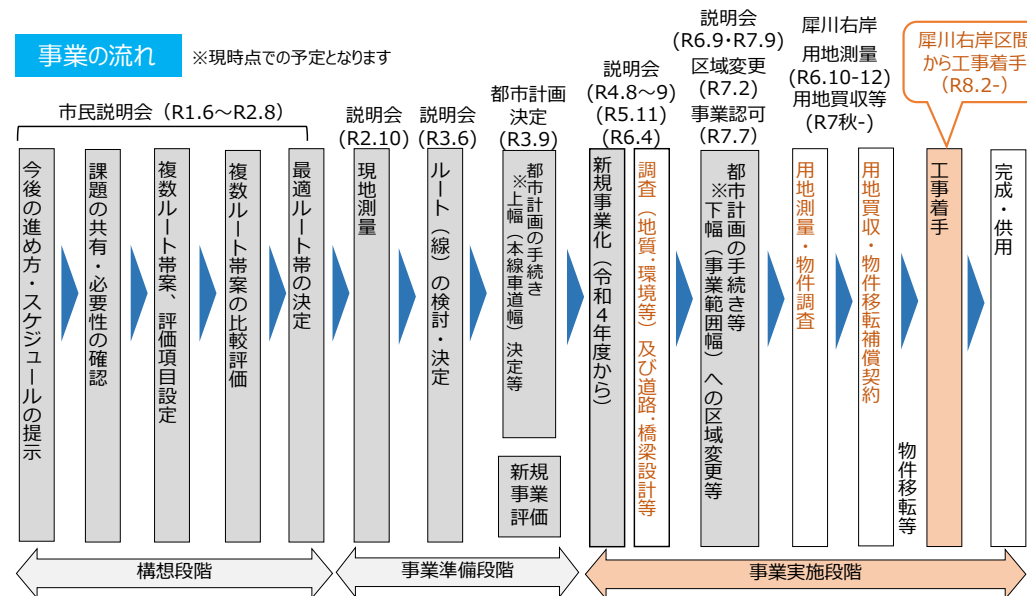 事業の流れ
※現時点での予定となります
市民説明会（R1.6～R2.8）
説明会
(R2.10)
説明会
(R3.6)
都市計画
決定
(R3.9)
説明会
(R4.8～9)
(R5.11)
(R6.4)
説明会
(R6.9・R7.9)
区域変更
(R7.2)
事業認可
(R7.7)
犀川右岸
用地測量
(R6.10-12)
用地買収等
(R7秋-)
犀川右岸区間
から工事着手
(R8.2-)
今後の進め方・スケジュールの提示
課題の共有・必要性の確認
複数ルート帯案、評価項目設定
複数ルート帯案の比較評価
最適ルート帯の決定
現地測量
ルート（線）の検討・決定
都市計画の手続き
※上幅（本線車道幅）決定等
新規
事業
評価
新規事業化（令和４年度から）
調査（地質・環境等）及び道路・橋梁設計等
都市計画の手続き等
※下幅（事業範囲幅）への区域変更等
用地測量・物件調査
用地買収・物件移転補償契約
物件移転等
工事着手
完成・供用
構想段階
事業準備段階
事業実施段階